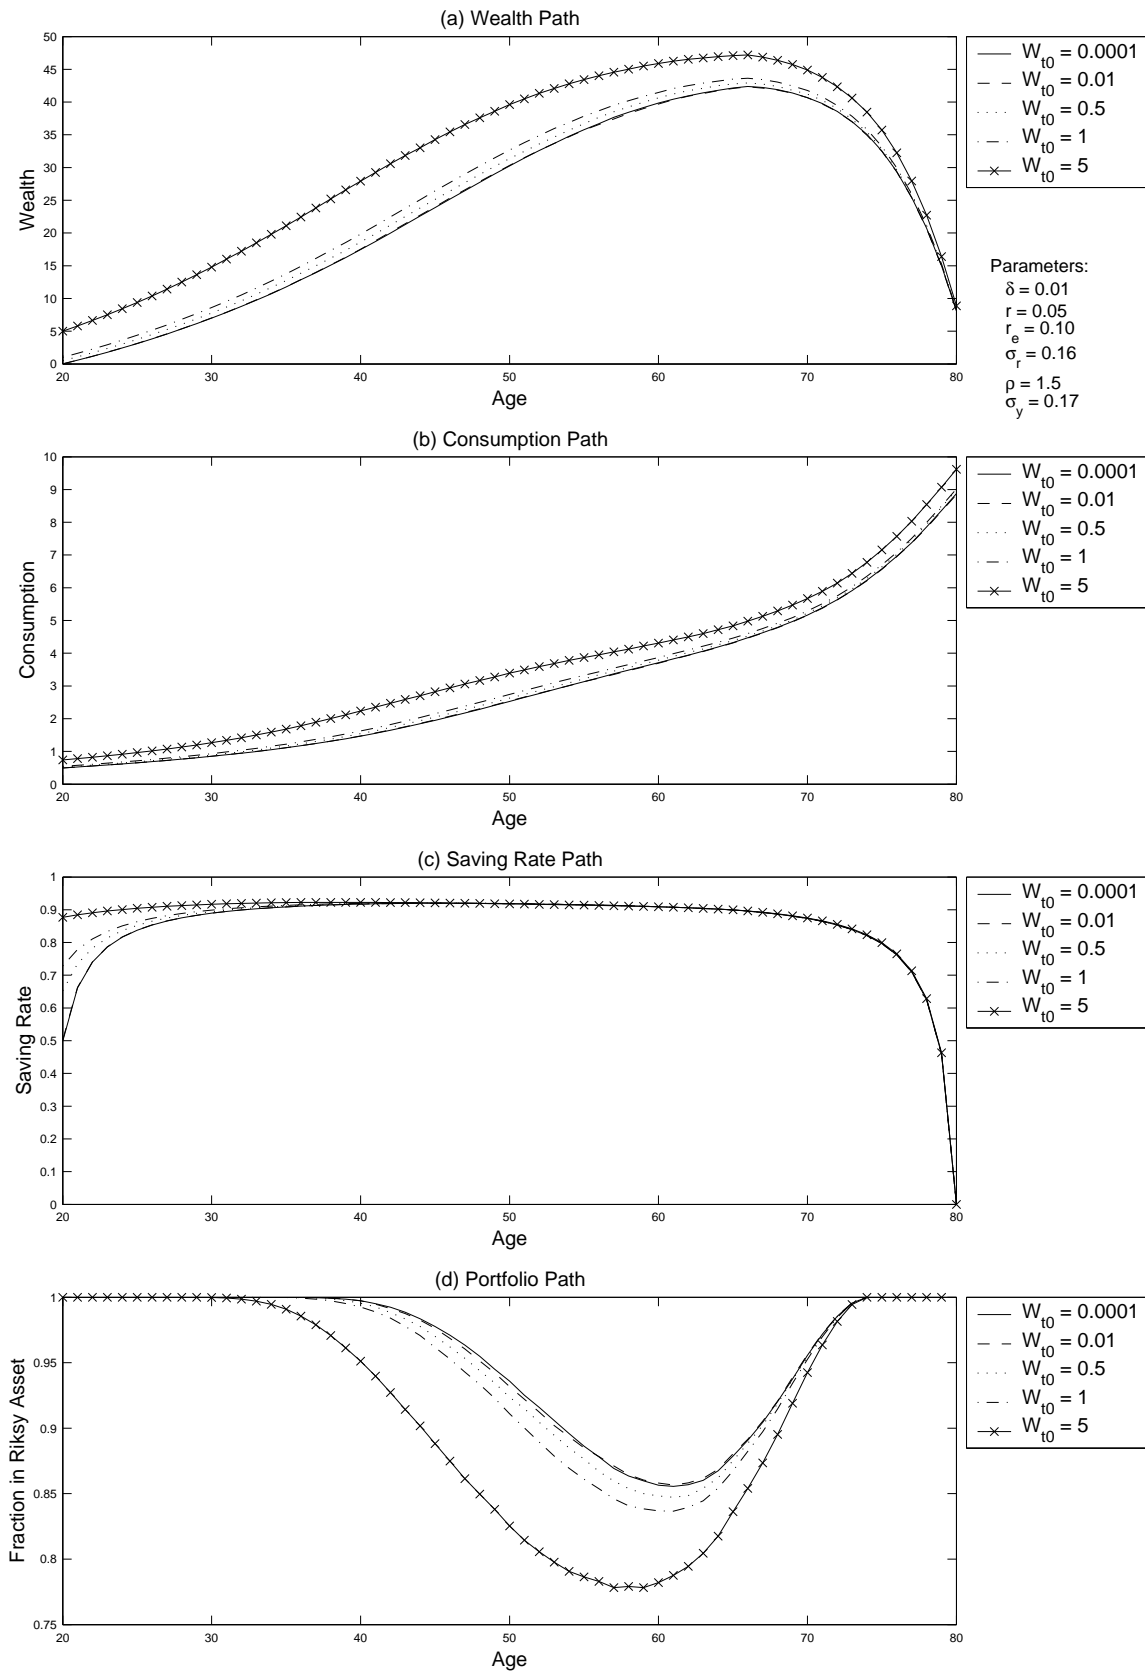 (a) Wealth Path
50
45
40
35
30
25
20
15
10
5
0
Wealth
20 30 40 50 60 70 80
Age
W_t0 = 0.0001
W_t0 = 0.01
W_t0 = 0.5
W_t0 = 1
W_t0 = 5
Parameters:
δ = 0.01
r = 0.05
r_e = 0.10
σ_r = 0.16
ρ = 1.5
σ_y = 0.17
(b) Consumption Path
10
9
8
7
6
5
4
3
2
1
0
Consumption
20 30 40 50 60 70 80
Age
W_t0 = 0.0001
W_t0 = 0.01
W_t0 = 0.5
W_t0 = 1
W_t0 = 5
(c) Saving Rate Path
1
0.9
0.8
0.7
0.6
0.5
0.4
0.3
0.2
0.1
0
Saving Rate
20 30 40 50 60 70 80
Age
W_t0 = 0.0001
W_t0 = 0.01
W_t0 = 0.5
W_t0 = 1
W_t0 = 5
(d) Portfolio Path
1
0.95
0.9
0.85
0.8
0.75
Fraction in Riksy Asset
20 30 40 50 60 70 80
Age
W_t0 = 0.0001
W_t0 = 0.01
W_t0 = 0.5
W_t0 = 1
W_t0 = 5